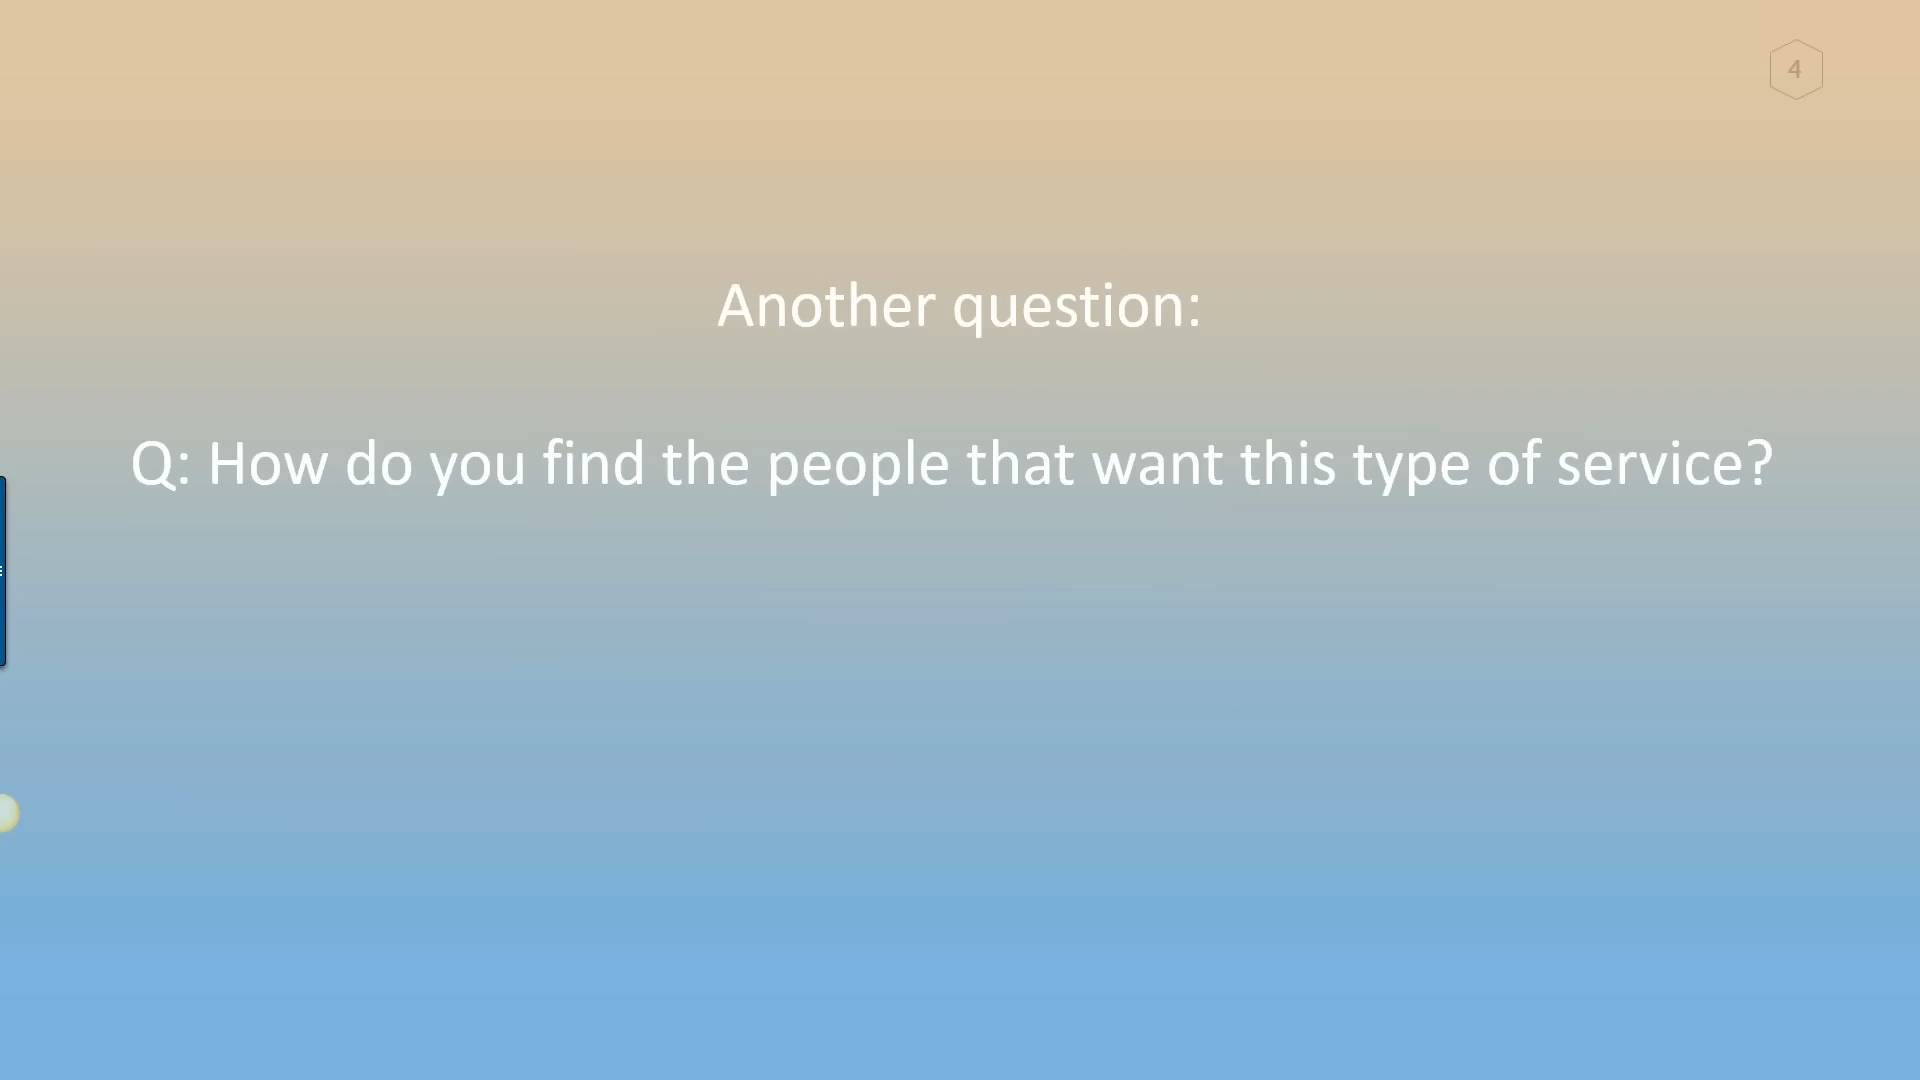 4
Another question:
Q: How do you find the people that want this type of service?